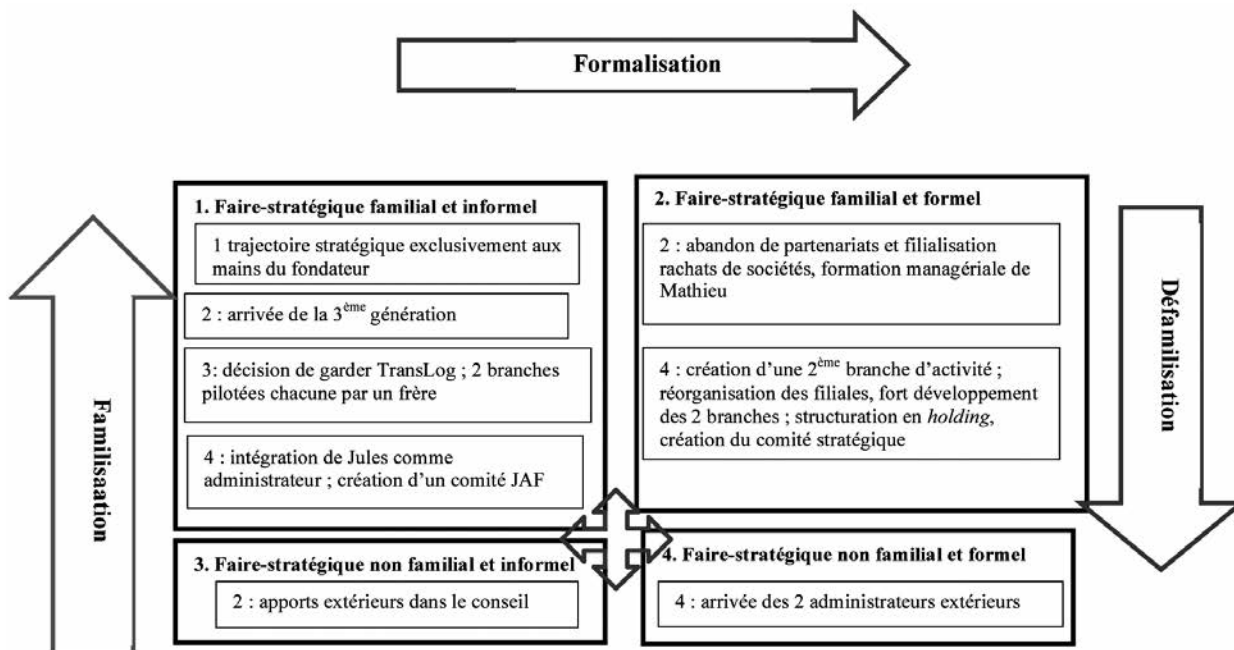 Formalisation
1. Faire-stratégique familial et informel
1 trajectoire stratégique exclusivement aux
mains du fondateur
2 : arrivée de la 3ème génération
3: décision de garder TransLog ; 2 branches
pilotées chacune par un frère
4 : intégration de Jules comme
administrateur ; création d'un comité JAF
2. Faire-stratégique familial et formel
2 : abandon de partenariats et filialisation
rachats de sociétés, formation managériale de
Mathieu
4 : création d'une 2ème branche d'activité ;
réorganisation des filiales, fort développement
des 2 branches ; structuration en holding,
création du comité stratégique
3. Faire-stratégique non familial et informel
2 : apports extérieurs dans le conseil
4. Faire-stratégique non familial et formel
4 : arrivée des 2 administrateurs extérieurs
Familisaation
Défamilisation